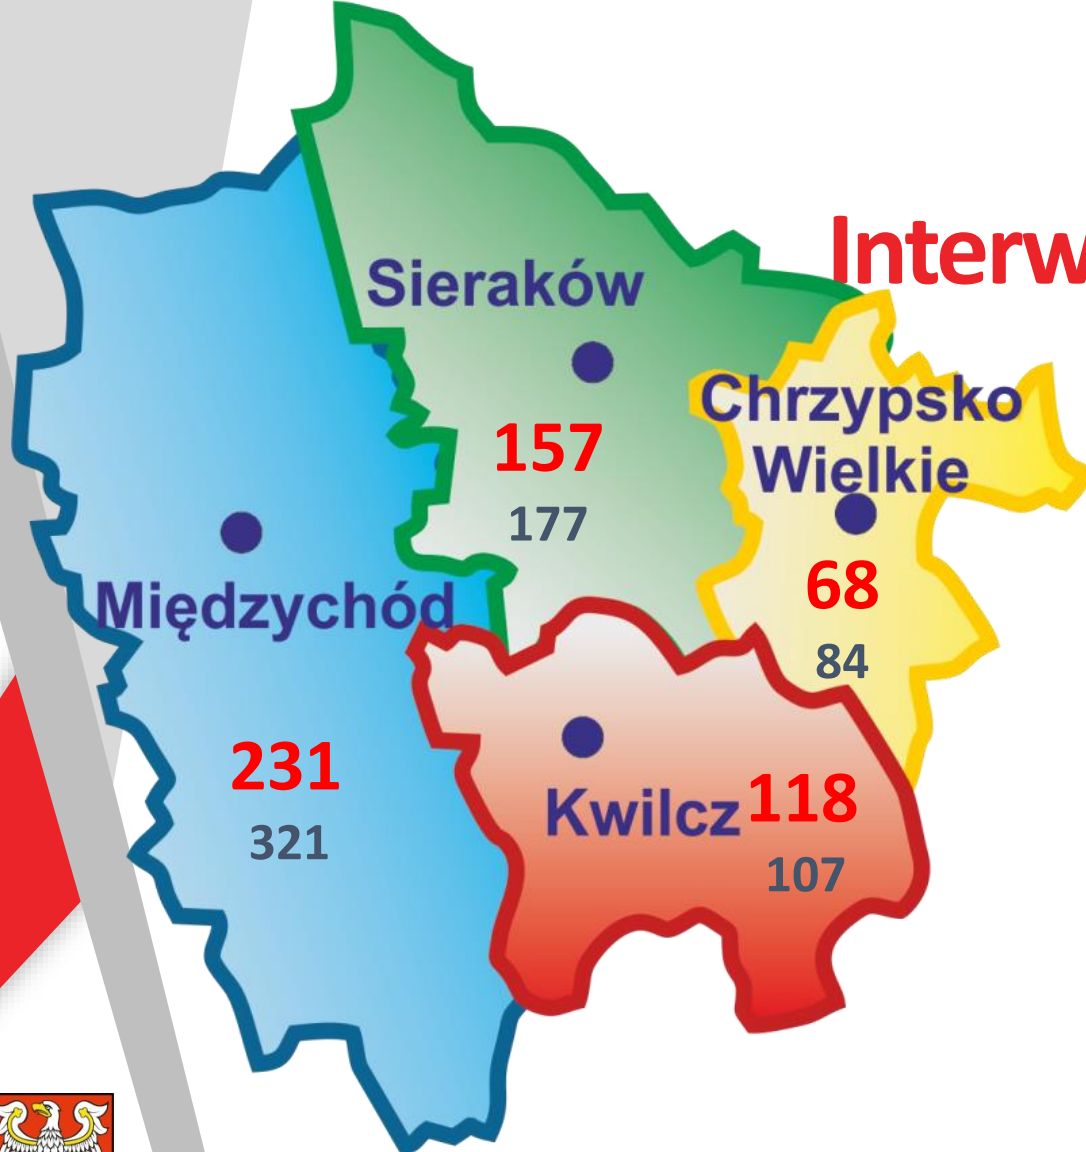 Interw
Sieraków
157
177
Chrzypsko
Wielkie
68
84
Międzychód
231
321
Kwilcz 118
107